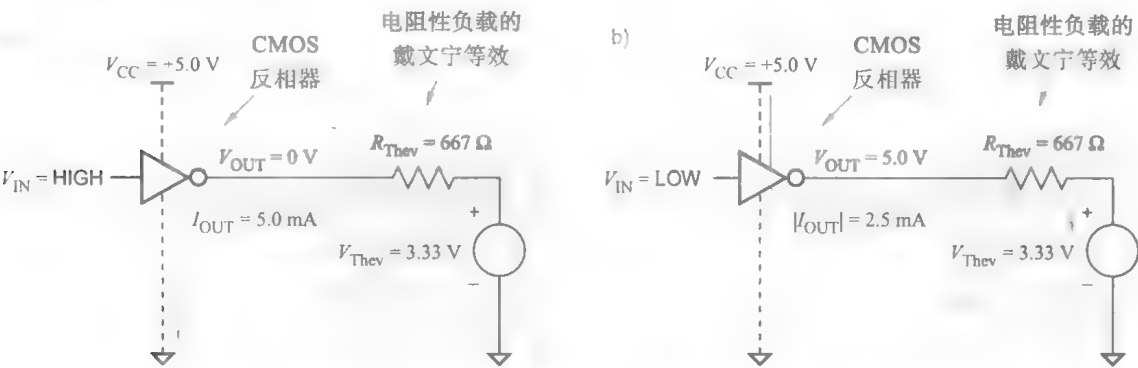 电阻性负载的
戴文宁等效
CMOS
反相器
V_CC = +5.0 V
V_OUT = 0 V
R_Thev = 667 Ω
V_IN = HIGH
I_OUT = 5.0 mA
+
V_Thev = 3.33 V
−
b)
电阻性负载的
戴文宁等效
CMOS
反相器
V_CC = +5.0 V
V_OUT = 5.0 V
R_Thev = 667 Ω
V_IN = LOW
|I_OUT| = 2.5 mA
+
V_Thev = 3.33 V
−